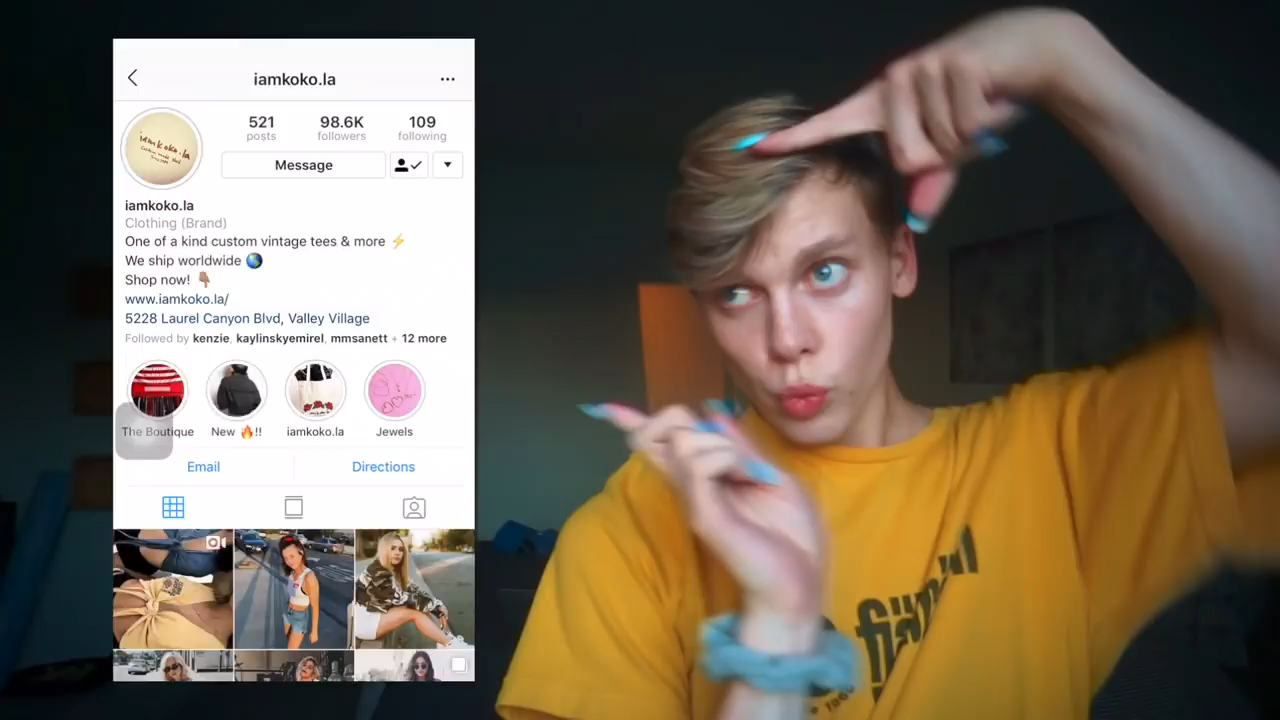 iamkoko.la
521
98.6K
109
posts
followers
following
iamkoko.la
Message
iamkoko.la
Clothing (Brand)
One of a kind custom vintage tees & more ⚡
We ship worldwide 🌎
Shop now! 👇🏽
www.iamkoko.la/
5228 Laurel Canyon Blvd, Valley Village
Followed by kenzie, kaylinskyemirel, mmsanett + 12 more
The Boutique
New 🔥!!
iamkoko.la
Jewels
Email
Directions